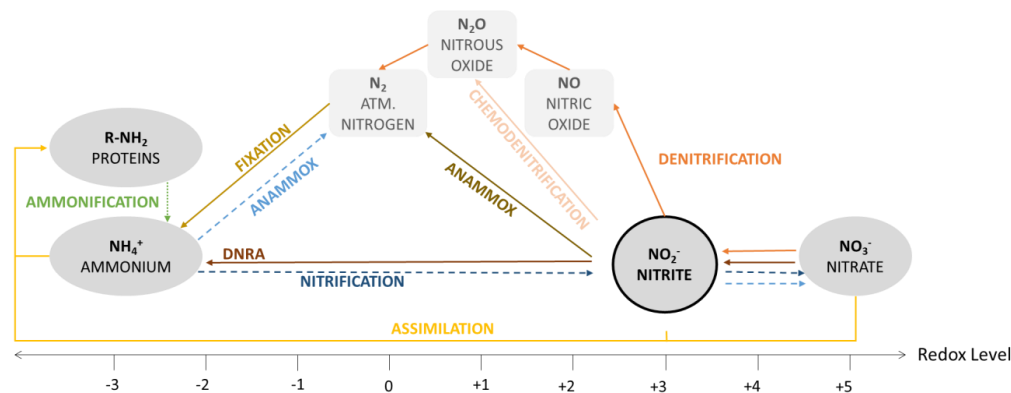 N₂O
NITROUS
OXIDE
N₂
ATM.
NITROGEN
NO
NITRIC
OXIDE
CHEMODENITRIFICATION
DENITRIFICATION
R-NH₂
PROTEINS
FIXATION
ANAMMOX
ANAMMOX
AMMONIFICATION
NH₄⁺
AMMONIUM
DNRA
NITRIFICATION
NO₂⁻
NITRITE
NO₃⁻
NITRATE
ASSIMILATION
Redox Level
-3 -2 -1 0 +1 +2 +3 +4 +5